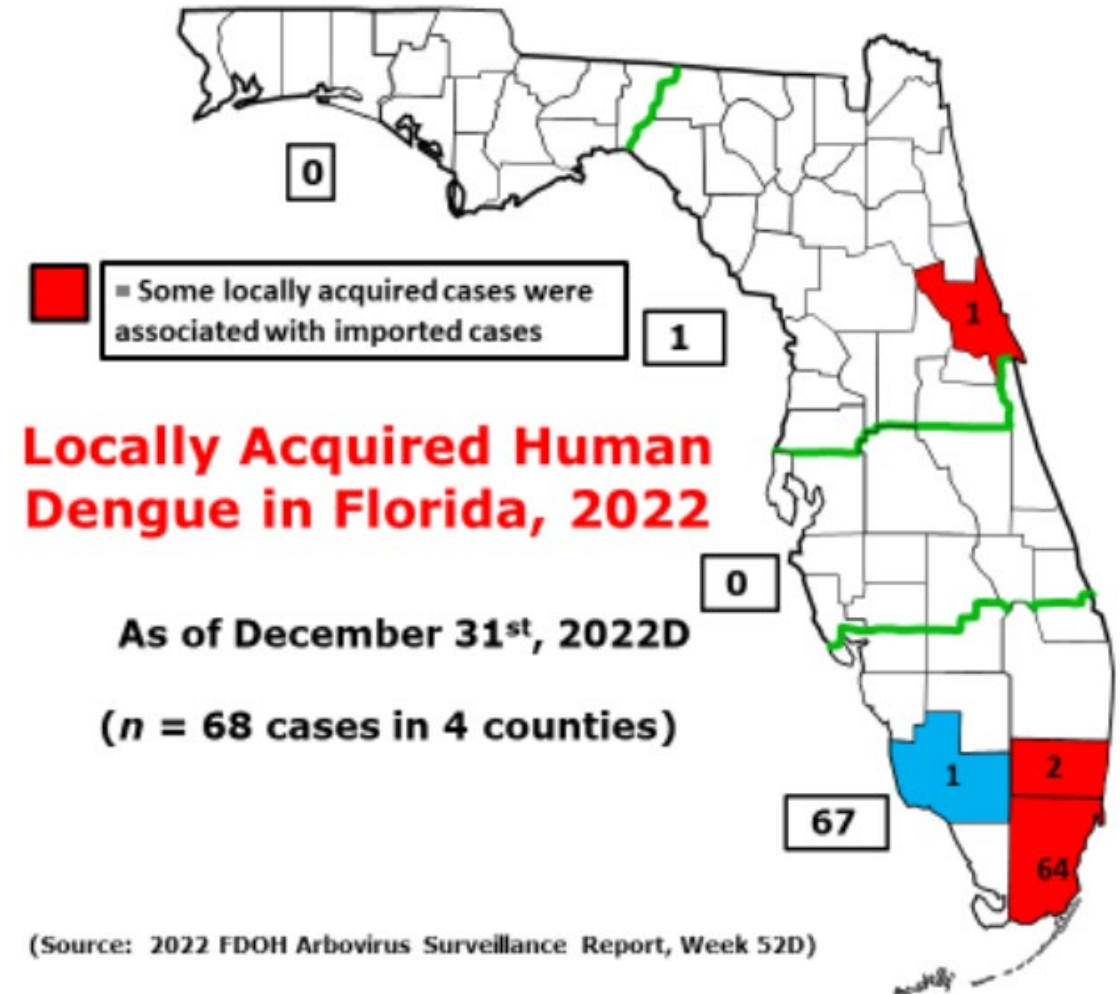 0
= Some locally acquired cases were
associated with imported cases
1
1
Locally Acquired Human
Dengue in Florida, 2022
0
As of December 31st, 2022D
(n = 68 cases in 4 counties)
1
2
67
64
(Source: 2022 FDOH Arbovirus Surveillance Report, Week 52D)